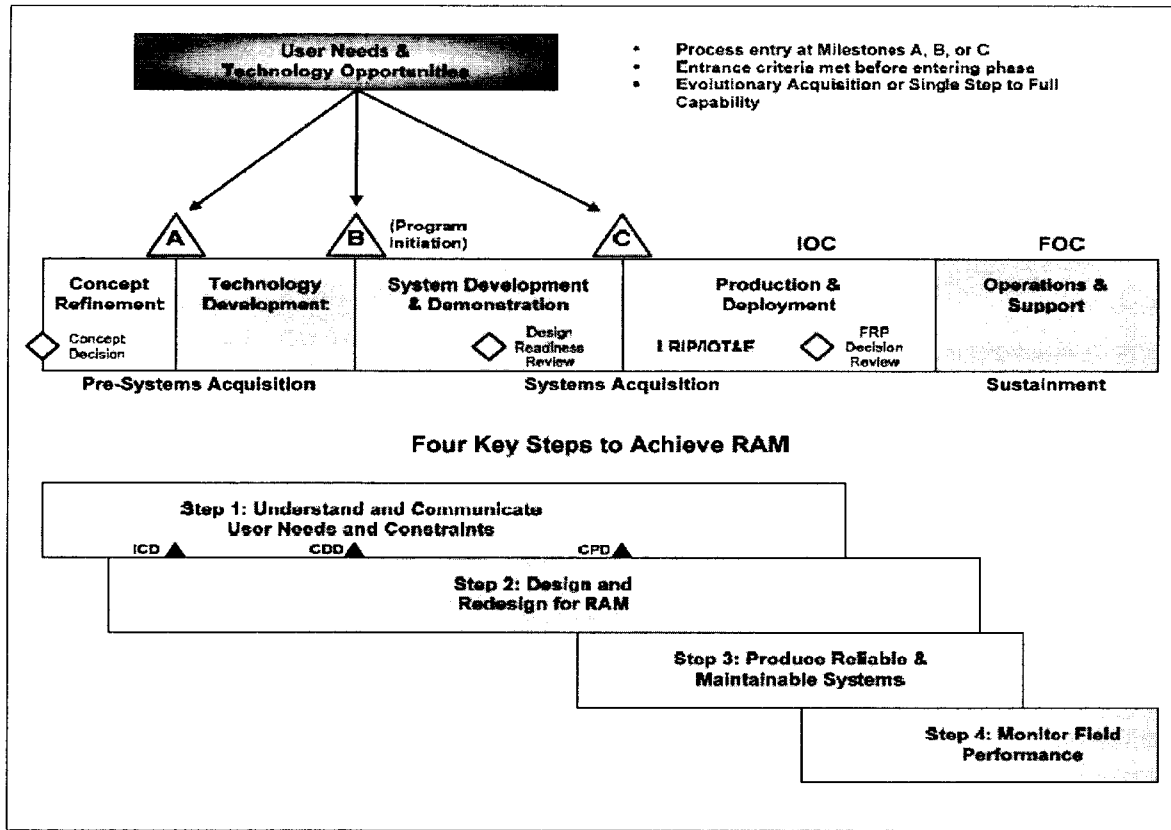 User Needs &
Technology Opportunities
• Process entry at Milestones A, B, or C
• Entrance criteria met before entering phase
• Evolutionary Acquisition or Single Step to Full
Capability
A
B
(Program
Initiation)
C
IOC
FOC
Concept
Refinement
Technology
Development
System Development
& Demonstration
Production &
Deployment
Operations &
Support
Concept
Decision
Design
Readiness
Review
LRIP/IOT&E
FRP
Decision
Review
Pre-Systems Acquisition
Systems Acquisition
Sustainment
Four Key Steps to Achieve RAM
Step 1: Understand and Communicate
User Needs and Constraints
ICD
CDD
CPD
Step 2: Design and
Redesign for RAM
Step 3: Produce Reliable &
Maintainable Systems
Step 4: Monitor Field
Performance